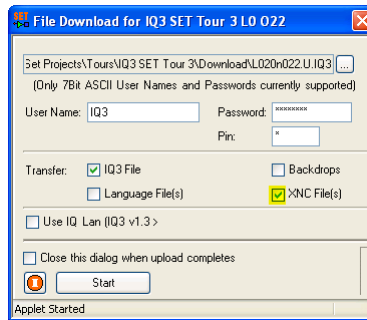 SET File Download for IQ3 SET Tour 3 L0 O22
Set Projects\Tours\IQ3 SET Tour 3\Download\L020n022.U.IQ3 ...
(Only 7Bit ASCII User Names and Passwords currently supported)
User Name: IQ3 Password: ********
Pin: *
Transfer: IQ3 File Backdrops
Language File(s) XNC File(s)
Use IQ Lan (IQ3 v1.3 >
Close this dialog when upload completes
Start
Applet Started